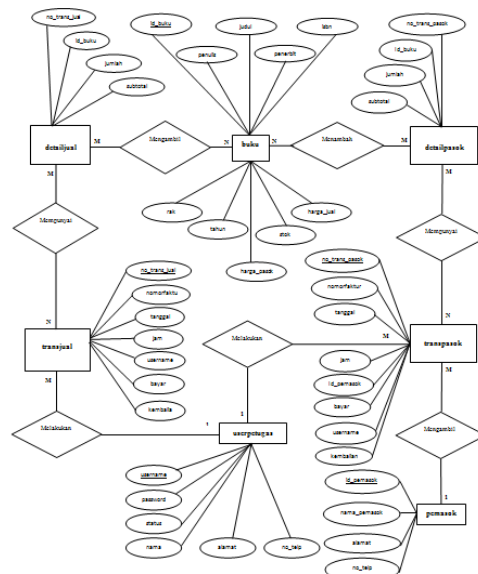 no_trans_jual
id_buku
jumlah
subtotal
id_buku
judul
isbn
penulis
penerbit
no_trans_pasok
id_buku
jumlah
subtotal
detailjual
M
Mengambil
N
buku
N
Menambah
M
detailpasok
M
M
rak
tahun
harga_pasok
stok
harga_jual
Mempunyai
Mempunyai
N
N
no_trans_jual
nomorfaktu
tanggal
jam
username
bayar
kembalia
no_trans_pasok
nomorfaktur
tanggal
jam
id_pemasok
bayar
username
kembalian
transjual
M
Melakukan
M
transpasok
M
Melakukan
1
1
userpetugas
Mengambil
1
username
password
status
nama
alamat
no_telp
id_pemasok
nama_pemasok
alamat
no_telp
pemasok